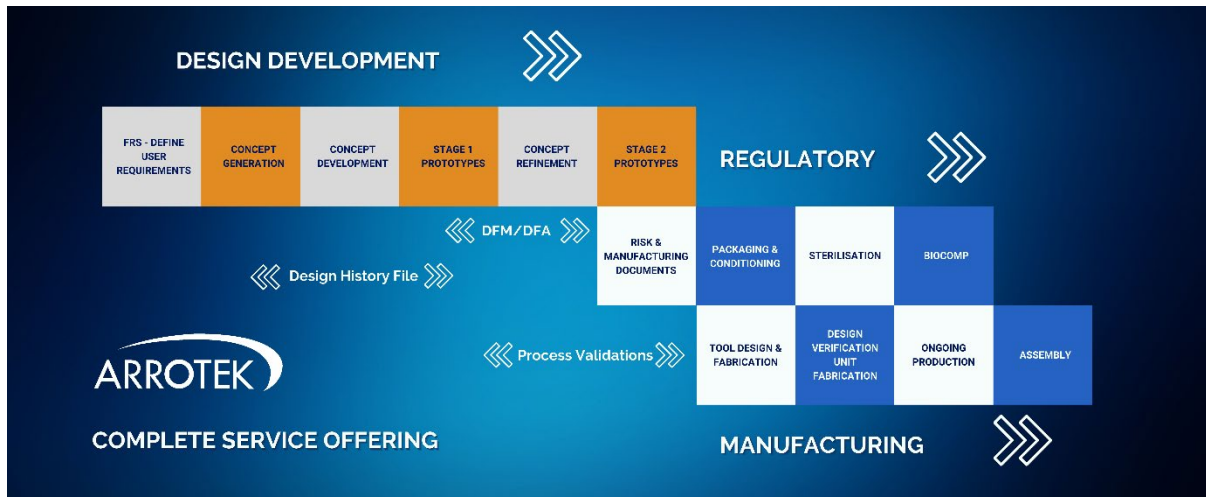 DESIGN DEVELOPMENT
FRS - DEFINE
USER
REQUIREMENTS
CONCEPT
GENERATION
CONCEPT
DEVELOPMENT
STAGE 1
PROTOTYPES
CONCEPT
REFINEMENT
STAGE 2
PROTOTYPES
REGULATORY
DFM/DFA
Design History File
RISK &
MANUFACTURING
DOCUMENTS
PACKAGING &
CONDITIONING
STERILISATION
BIOCOMP
Process Validations
TOOL DESIGN &
FABRICATION
DESIGN
VERIFICATION
UNIT
FABRICATION
ONGOING
PRODUCTION
ASSEMBLY
ARROTEK
COMPLETE SERVICE OFFERING
MANUFACTURING